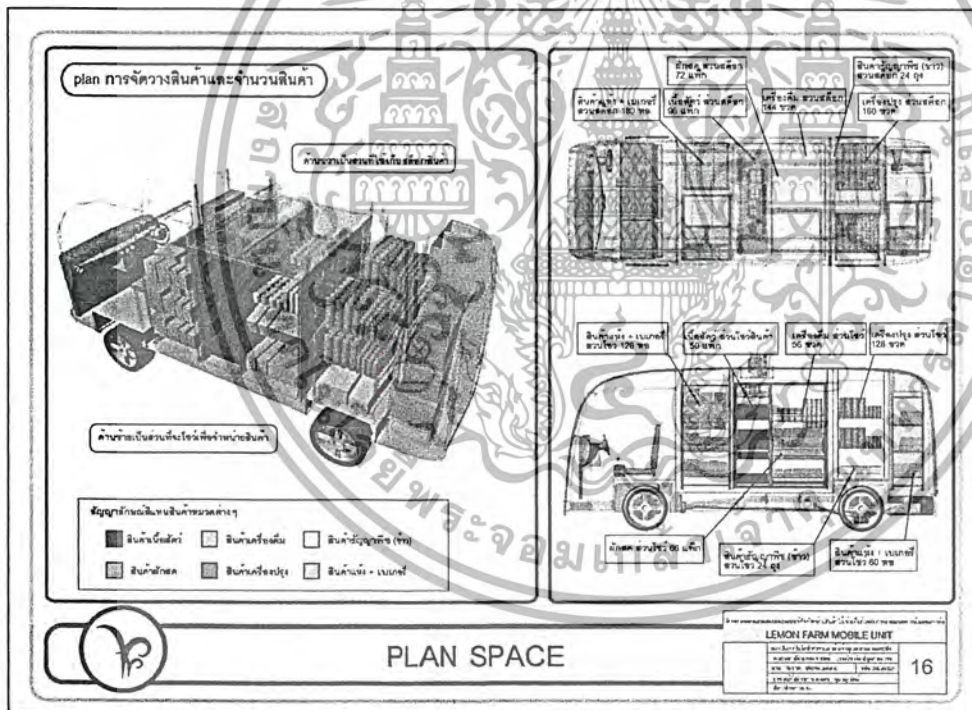 plan การจัดวางสินค้าและจำนวนสินค้า
ด้านขวาเป็นส่วนที่ใช้เก็บสต๊อกสินค้า
ด้านซ้ายเป็นส่วนที่จะโชว์เพื่อจำหน่ายสินค้า
สัญญาลักษณ์สีแทนสินค้าหมวดต่างๆ
สินค้าเนื้อสัตว์
สินค้าเครื่องดื่ม
สินค้าธัญญาพืช (ข้าว)
สินค้าผักสด
สินค้าเครื่องปรุง
สินค้าแห้ง + เบเกอรี่
ผักสด ส่วนสต๊อก
72 แพ็ก
สินค้าธัญญาพืช (ข้าว)
ส่วนสต๊อก 24 ถุง
สินค้าแห้ง + เบเกอรี่
ส่วนสต๊อก 180 ห่อ
เนื้อสัตว์ ส่วนสต๊อก
96 แพ็ก
เครื่องดื่ม ส่วนสต๊อก
144 ขวด
เครื่องปรุง ส่วนสต๊อก
160 ขวด
สินค้าแห้ง + เบเกอรี่
ส่วนโชว์ 126 ห่อ
เนื้อสัตว์ ส่วนโชว์สินค้า
50 แพ็ก
เครื่องดื่ม ส่วนโชว์
56 ขวด
เครื่องปรุง ส่วนโชว์
128 ขวด
ผักสด ส่วนโชว์ 66 แพ็ก
สินค้าธัญญาพืช (ข้าว)
ส่วนโชว์ 24 ถุง
สินค้าแห้ง + เบเกอรี่
ส่วนโชว์ 60 ห่อ
PLAN SPACE
LEMON FARM MOBILE UNIT
16